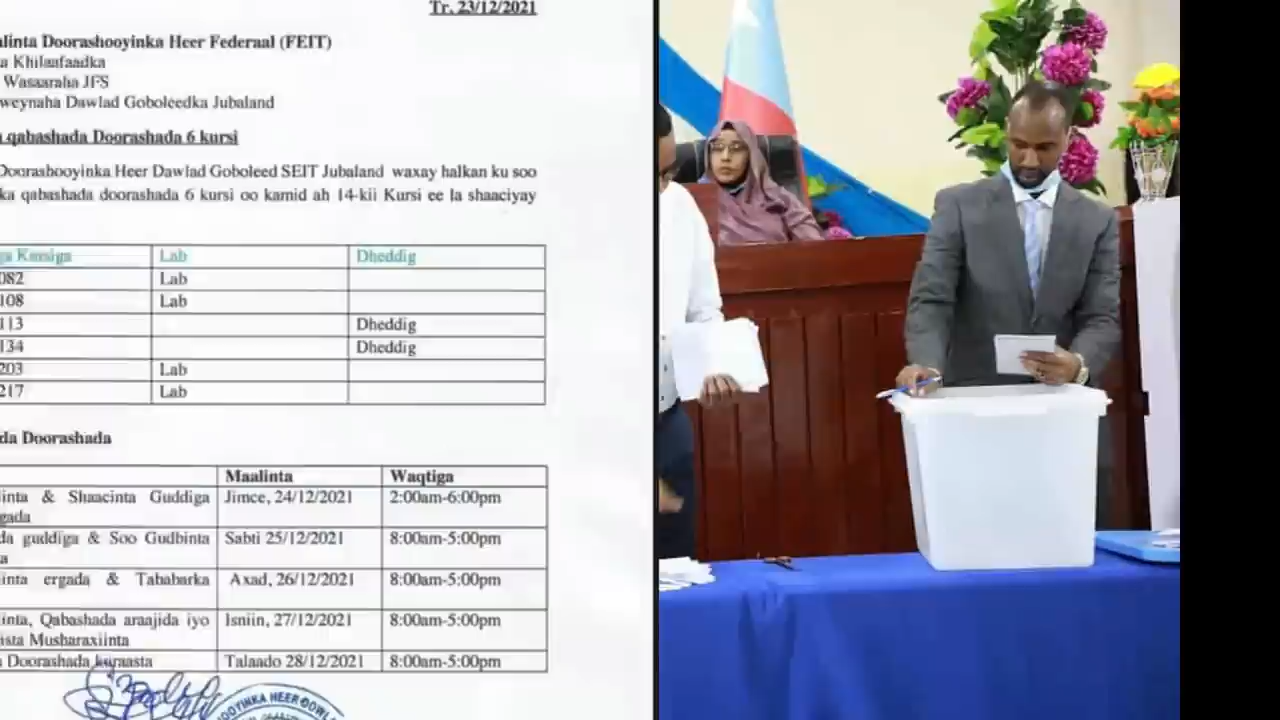 Tr. 23/12/2021
alinta Doorashooyinka Heer Federaal (FEIT)
a Khilaafaadka
Wasaaraha JFS
weynaha Dawlad Goboleedka Jubaland
qabashada Doorashada 6 kursi
Doorashooyinka Heer Dawlad Goboleed SEIT Jubaland waxay halkan ku soo
ka qabashada doorashada 6 kursi oo kamid ah 14-kii Kursi ee la shaaciyay
ga Kursiga Lab Dheddig
082 Lab
108 Lab
113 Dheddig
134 Dheddig
203 Lab
217 Lab
da Doorashada
Maalinta Waqtiga
inta & Shaacinta Guddiga Jimce, 24/12/2021 2:00am-6:00pm
gada
da guddiga & Soo Gudbinta Sabti 25/12/2021 8:00am-5:00pm
a
inta ergada & Tababarka Axad, 26/12/2021 8:00am-5:00pm
inta, Qabashada araajida iyo Isniin, 27/12/2021 8:00am-5:00pm
ista Musharaxiinta
a Doorashada kuraasta Talaado 28/12/2021 8:00am-5:00pm
OOYINKA HEER DOWL